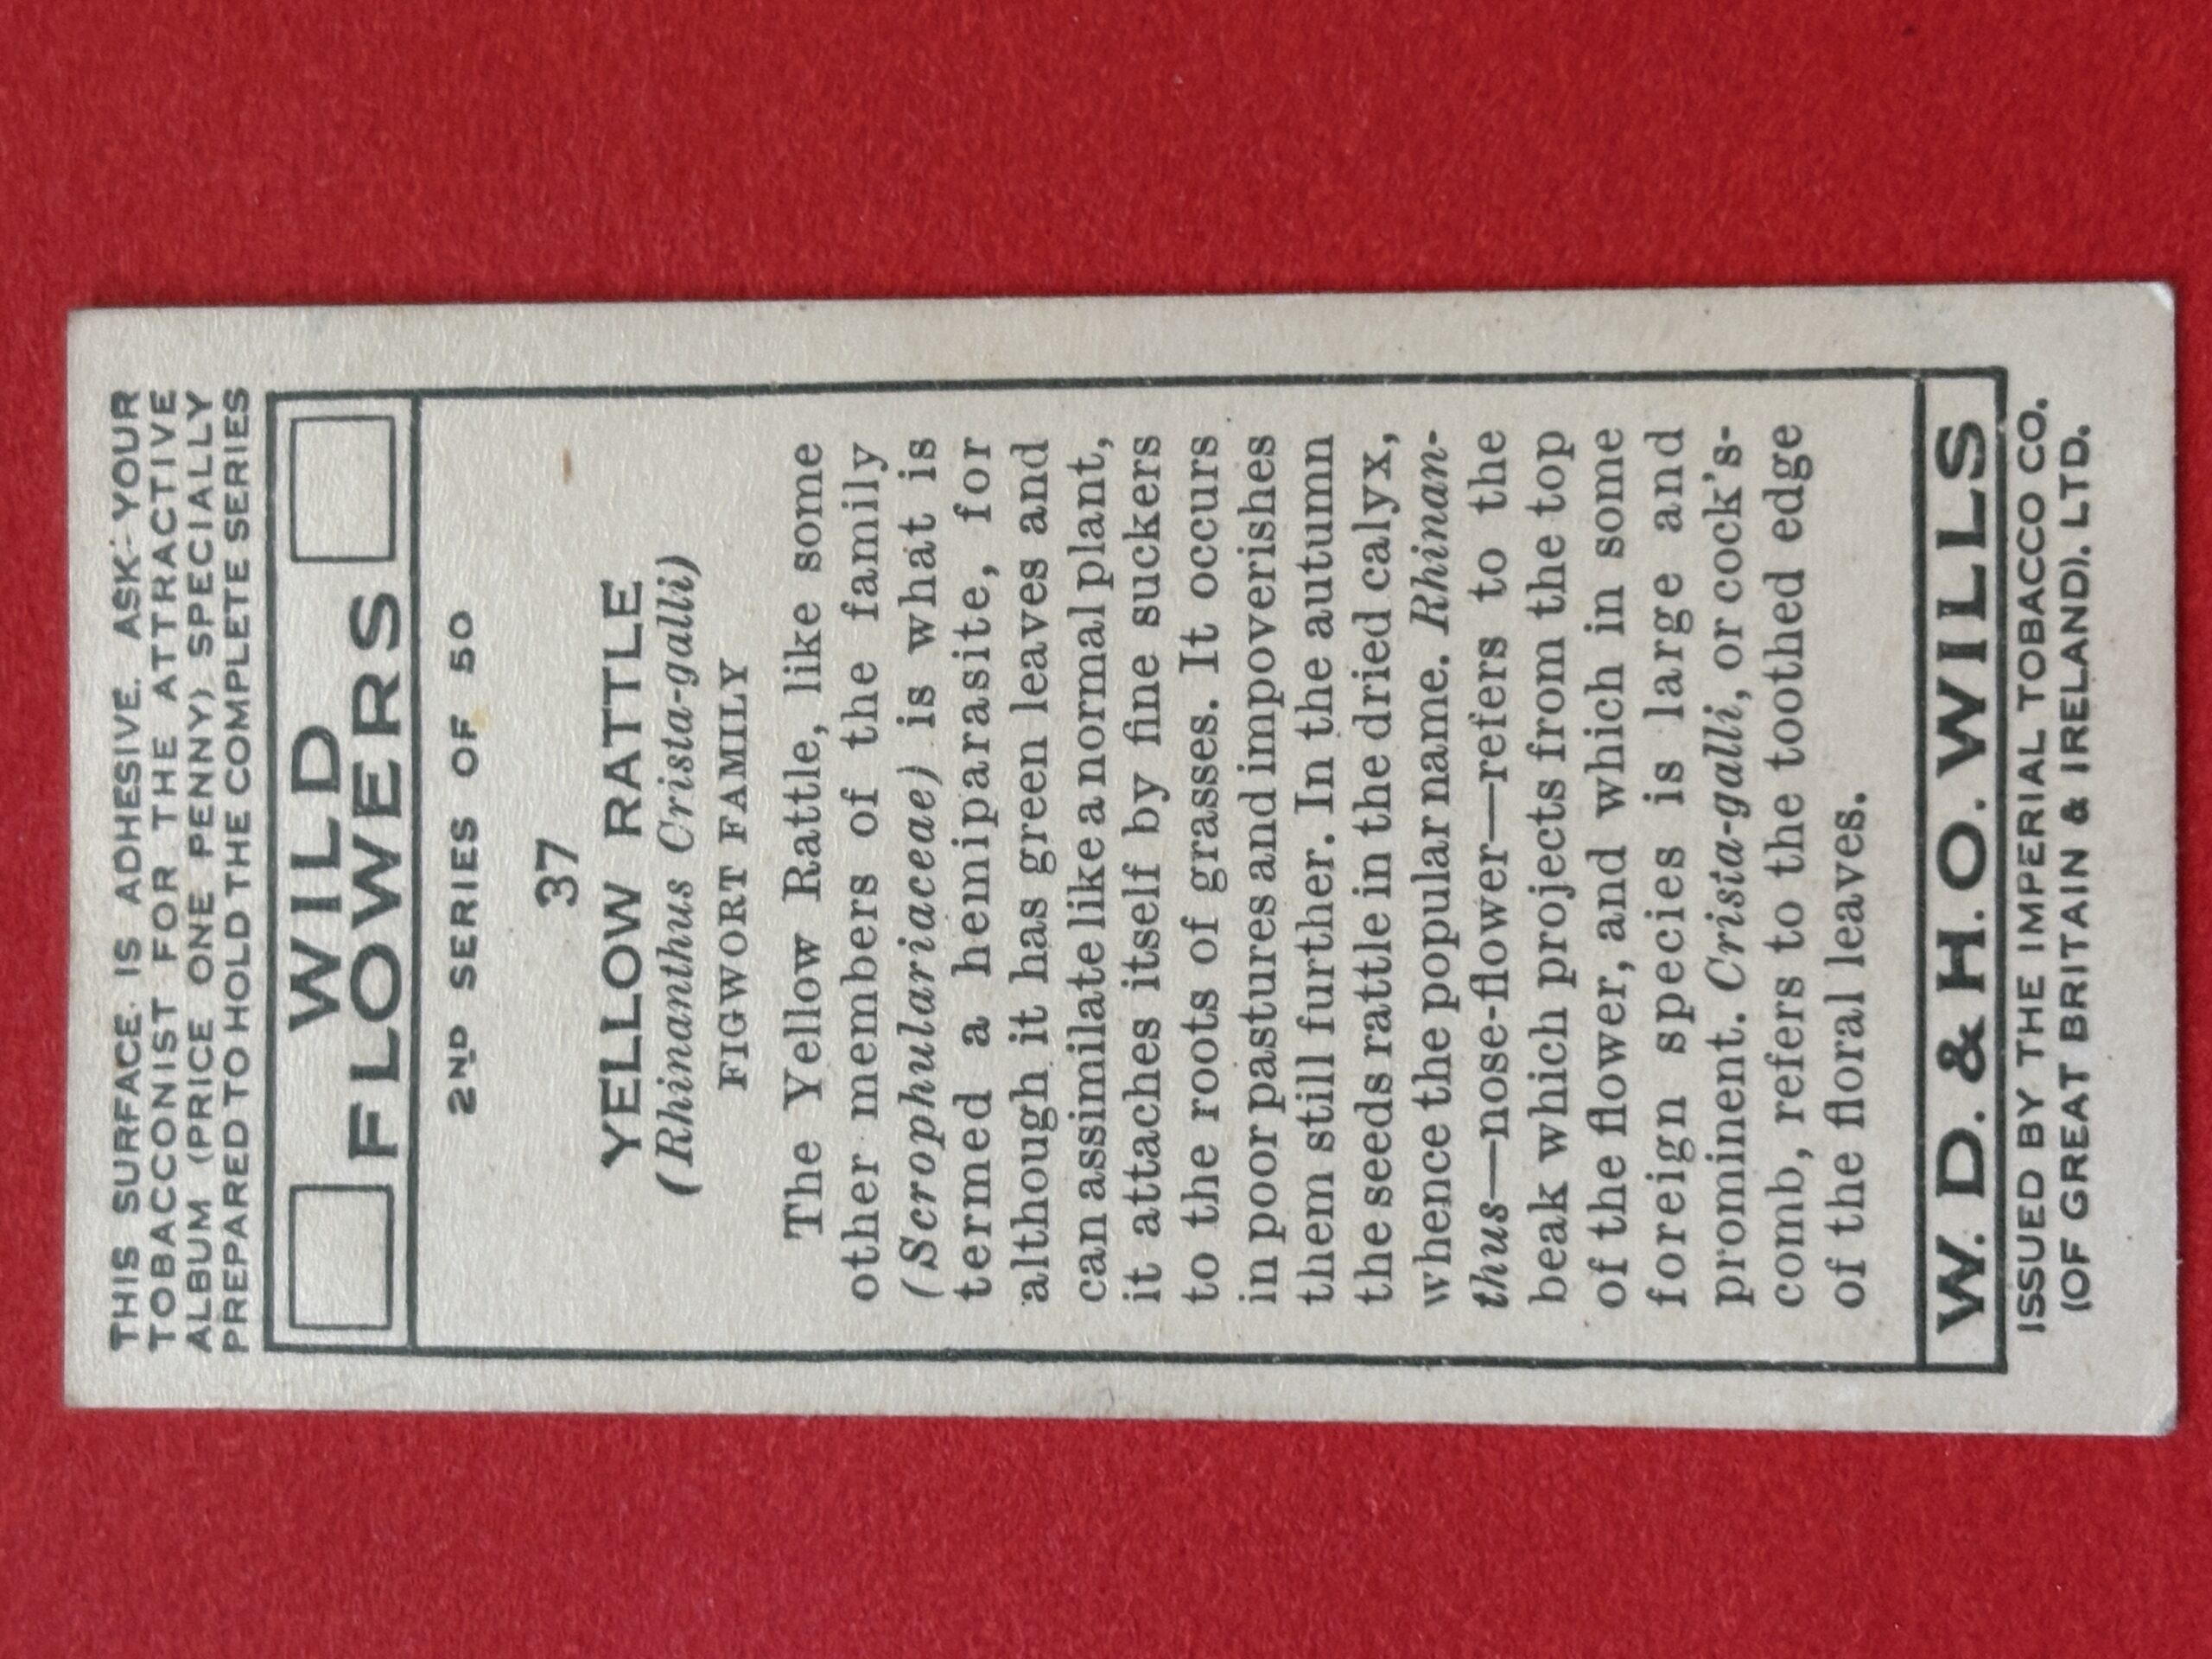 THIS SURFACE IS ADHESIVE. ASK YOUR
TOBACCONIST FOR THE ATTRACTIVE
ALBUM (PRICE ONE PENNY) SPECIALLY
PREPARED TO HOLD THE COMPLETE SERIES
WILD
FLOWERS
2ND SERIES OF 50
37
YELLOW RATTLE
(Rhinanthus Crista-galli)
FIGWORT FAMILY
The Yellow Rattle, like some
other members of the family
(Scrophulariaceae) is what is
termed a hemiparasite, for
although it has green leaves and
can assimilate like a normal plant,
it attaches itself by fine suckers
to the roots of grasses. It occurs
in poor pastures and impoverishes
them still further. In the autumn
the seeds rattle in the dried calyx,
whence the popular name. Rhinan-
thus—nose-flower—refers to the
beak which projects from the top
of the flower, and which in some
foreign species is large and
prominent. Crista-galli, or cock's-
comb, refers to the toothed edge
of the floral leaves.
W. D. & H. O. WILLS
ISSUED BY THE IMPERIAL TOBACCO CO.
(OF GREAT BRITAIN & IRELAND), LTD.